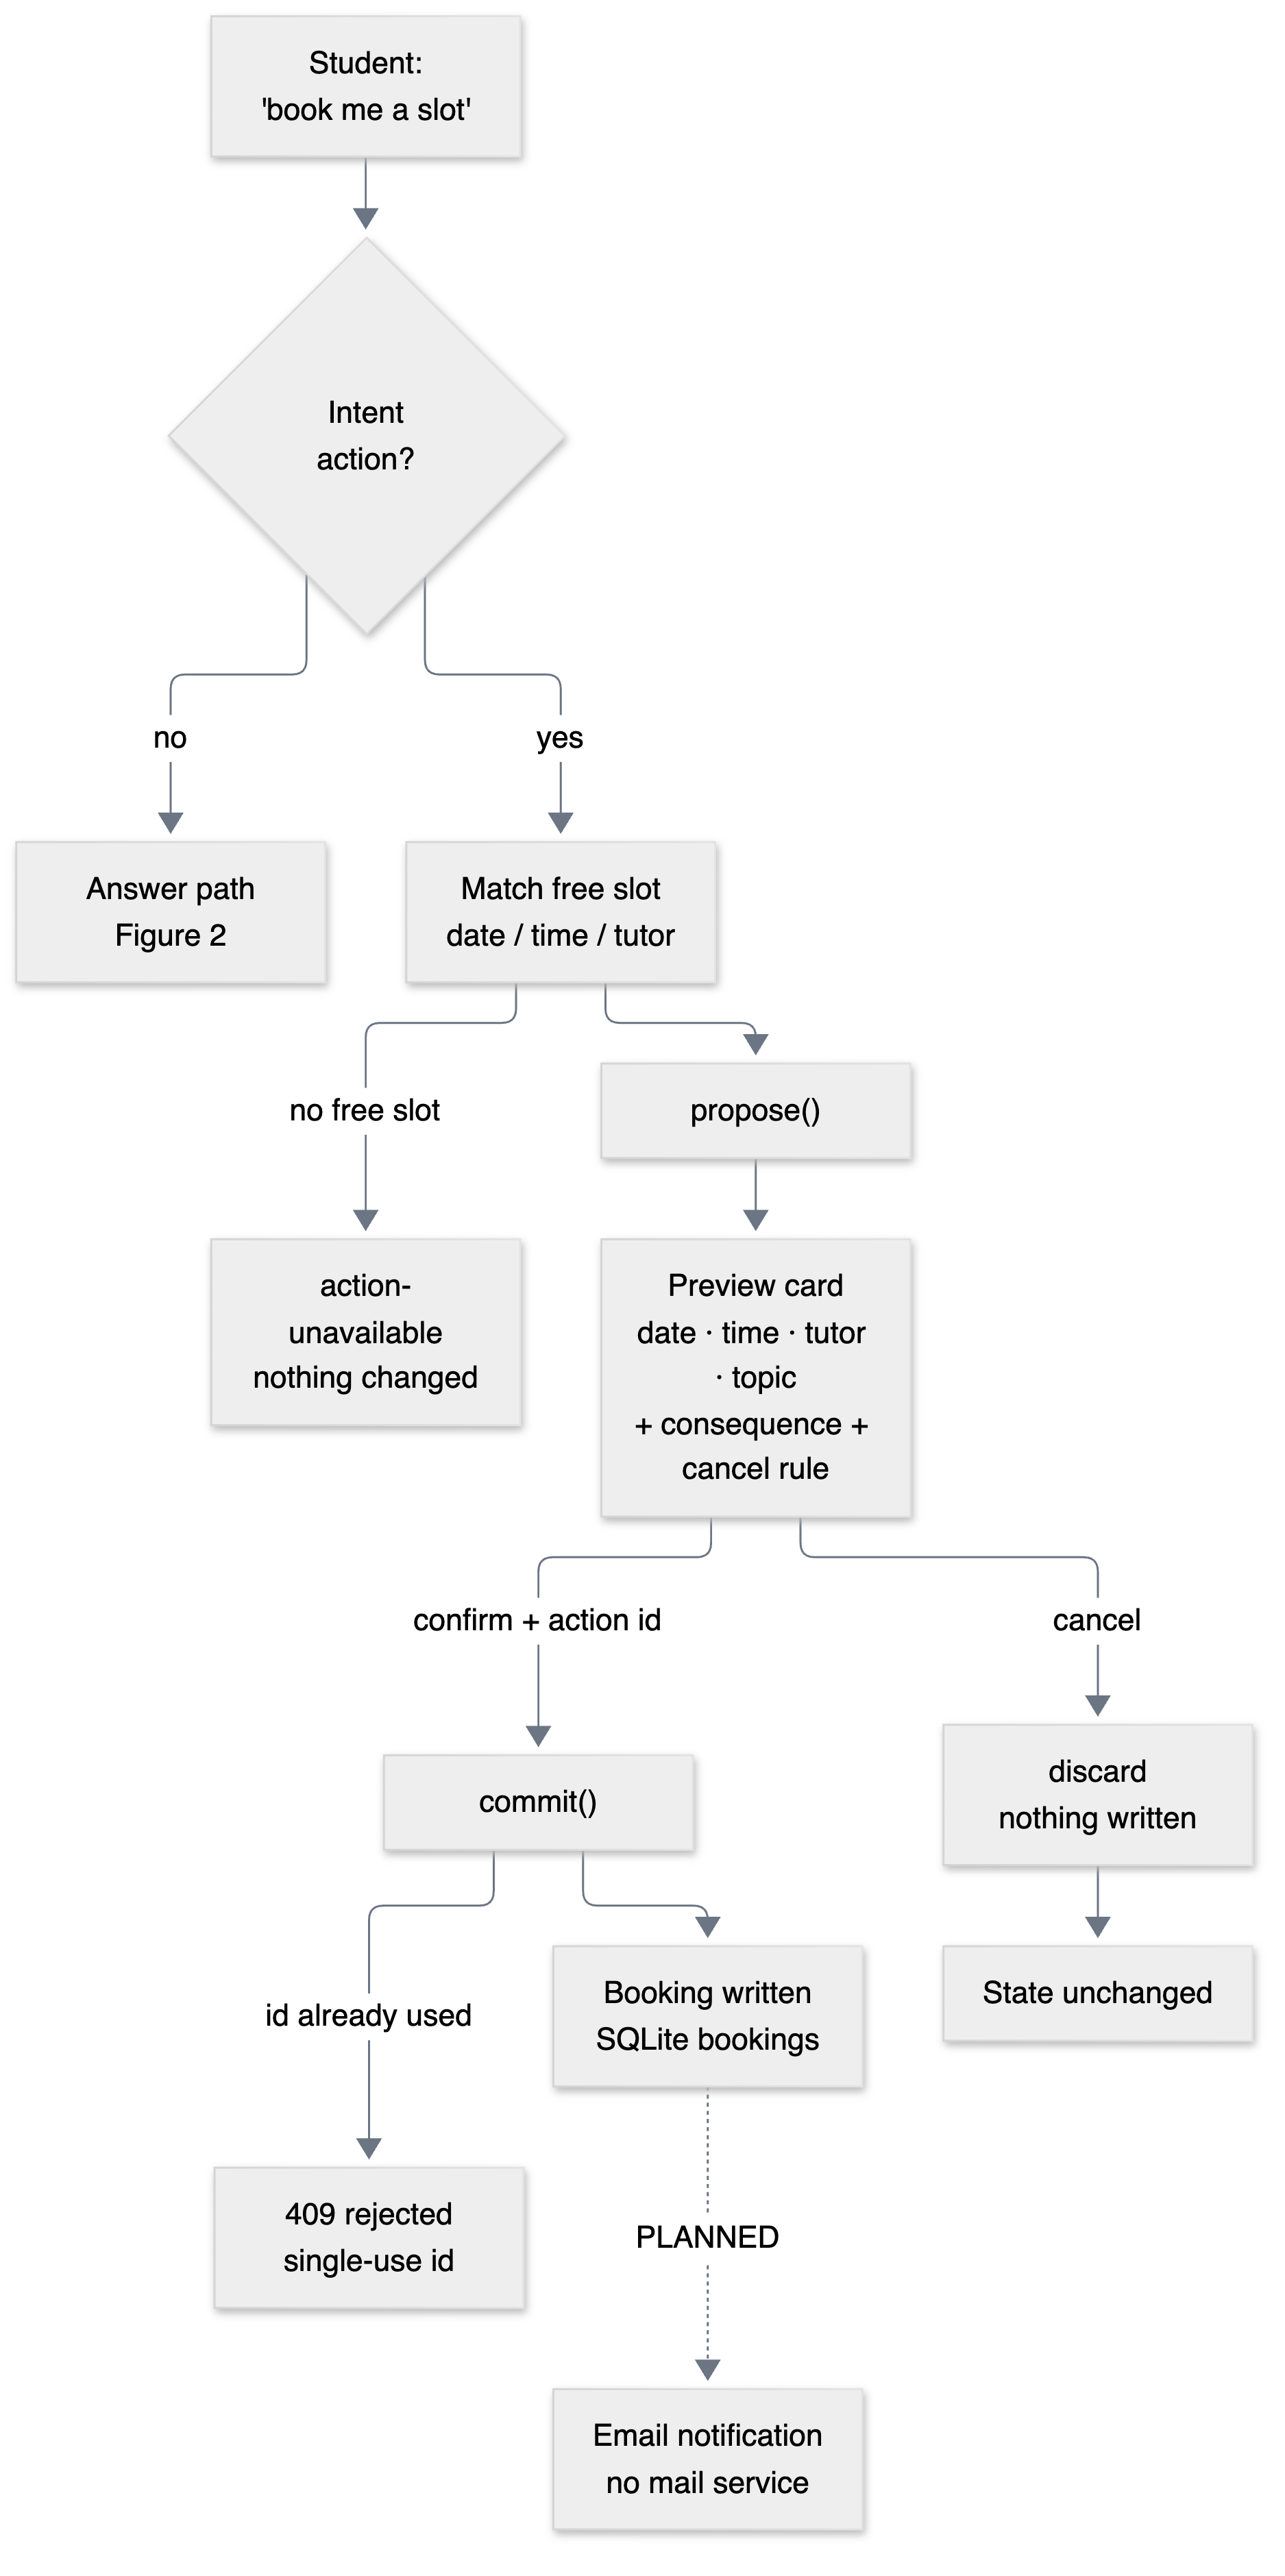 Student:
'book me a slot'
Intent
action?
no
yes
Answer path
Figure 2
Match free slot
date / time / tutor
no free slot
propose()
action-
unavailable
nothing changed
Preview card
date · time · tutor
· topic
+ consequence +
cancel rule
confirm + action id
cancel
commit()
discard
nothing written
id already used
Booking written
SQLite bookings
State unchanged
409 rejected
single-use id
PLANNED
Email notification
no mail service